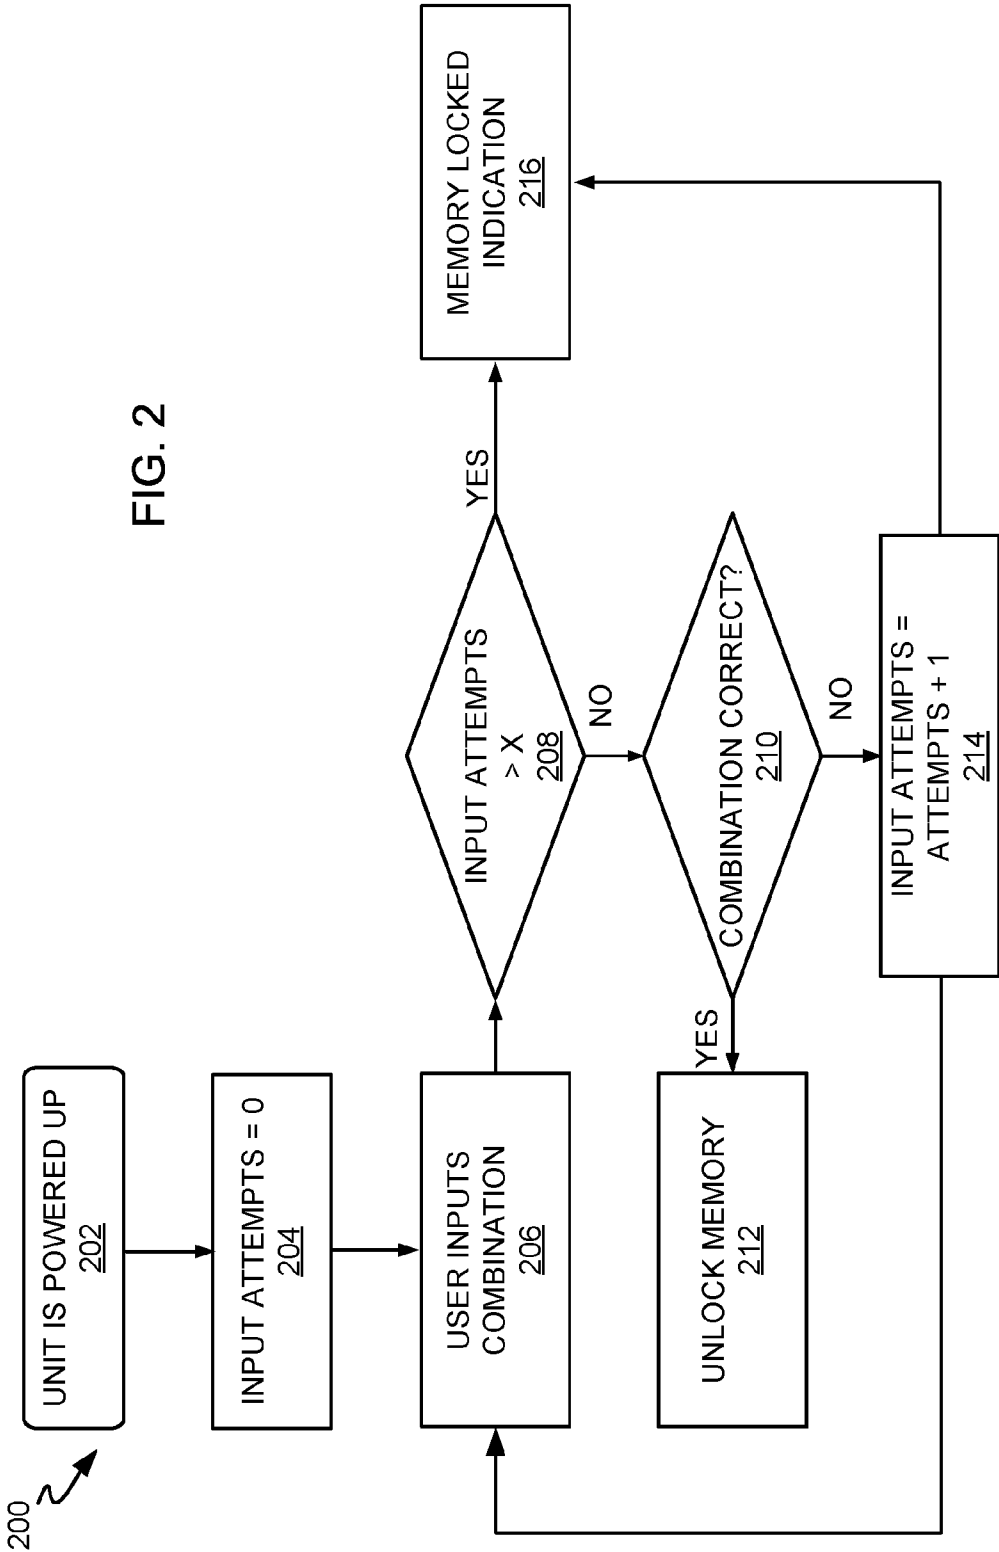 200
UNIT IS POWERED UP
202
INPUT ATTEMPTS = 0
204
USER INPUTS
COMBINATION
206
INPUT ATTEMPTS
> X
208
YES
NO
MEMORY LOCKED
INDICATION
216
COMBINATION CORRECT?
210
YES
NO
UNLOCK MEMORY
212
INPUT ATTEMPTS =
ATTEMPTS + 1
214
FIG. 2